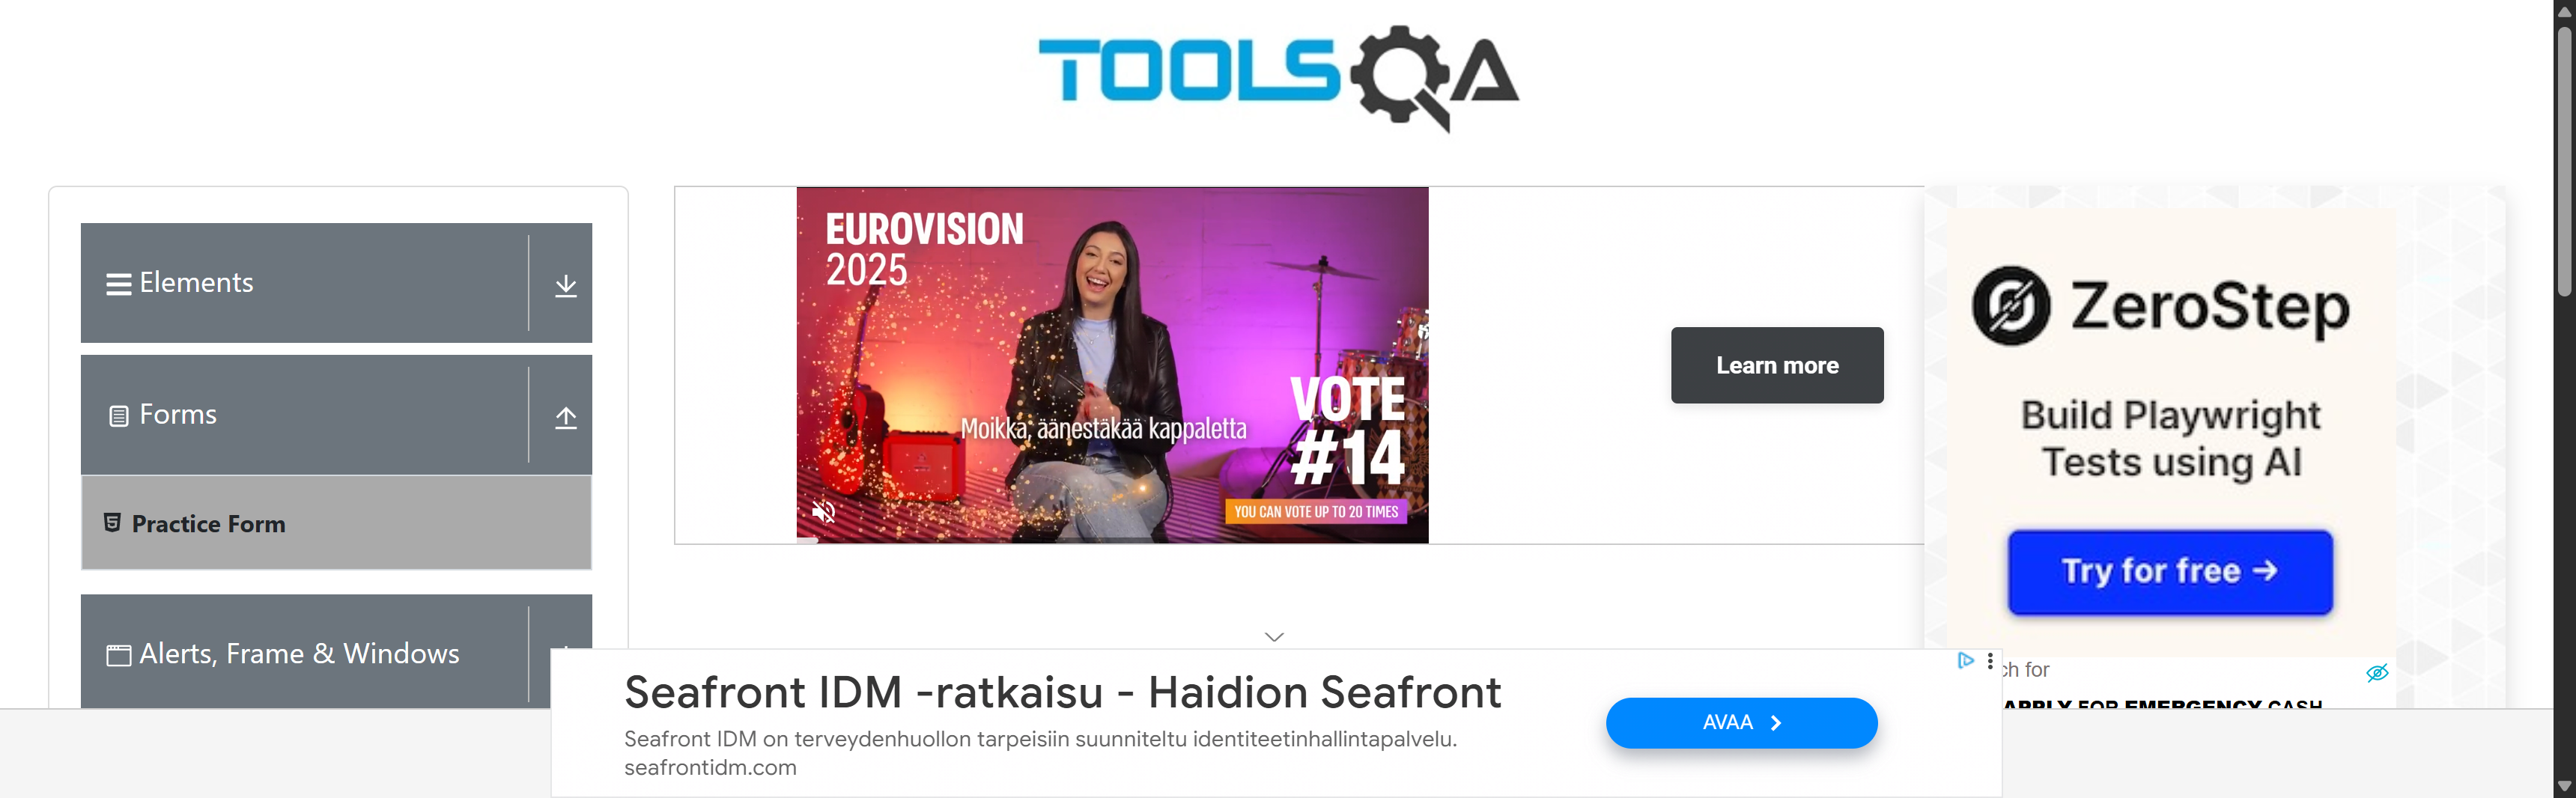 TOOLSQA
Elements
Forms
Practice Form
Alerts, Frame & Windows
EUROVISION
2025
Moikka, äänestäkää kappaletta
VOTE
#14
YOU CAN VOTE UP TO 20 TIMES
Learn more
ZeroStep
Build Playwright
Tests using AI
Try for free →
ch for
APPLY FOR EMERGENCY CASH
Seafront IDM -ratkaisu - Haidion Seafront
Seafront IDM on terveydenhuollon tarpeisiin suunniteltu identiteetinhallintapalvelu.
seafrontidm.com
AVAA